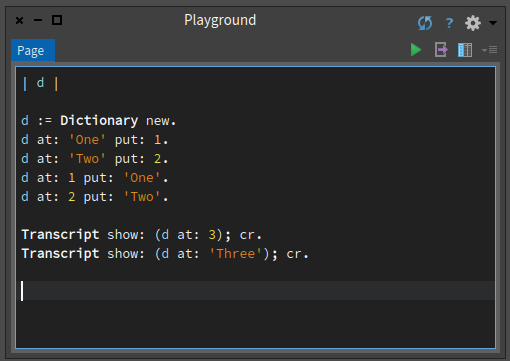 Playground
?
Page
| d |
d := Dictionary new.
d at: 'One' put: 1.
d at: 'Two' put: 2.
d at: 1 put: 'One'.
d at: 2 put: 'Two'.
Transcript show: (d at: 3); cr.
Transcript show: (d at: 'Three'); cr.